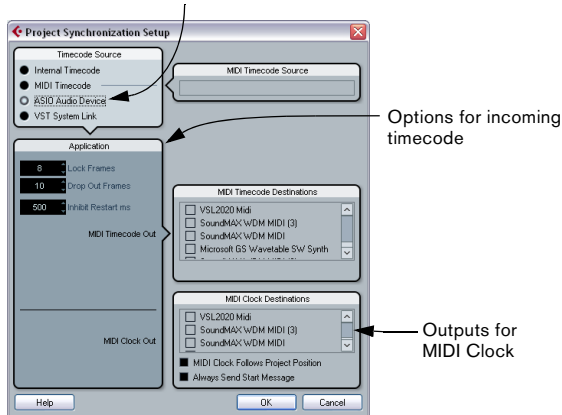 Project Synchronization Setup
Timecode Source
Internal Timecode
MIDI Timecode
ASIO Audio Device
VST System Link
MIDI Timecode Source
Options for incoming
timecode
Application
8 Lock Frames
10 Drop Out Frames
500 Inhibit Restart ms
MIDI Timecode Out
MIDI Timecode Destinations
VSL2020 Midi
SoundMAX WDM MIDI (3)
SoundMAX WDM MIDI
Microsoft GS Wavetable SW Synth
MIDI Clock Out
MIDI Clock Destinations
VSL2020 Midi
SoundMAX WDM MIDI (3)
SoundMAX WDM MIDI
MIDI Clock Follows Project Position
Always Send Start Message
Outputs for
MIDI Clock
Help
OK
Cancel